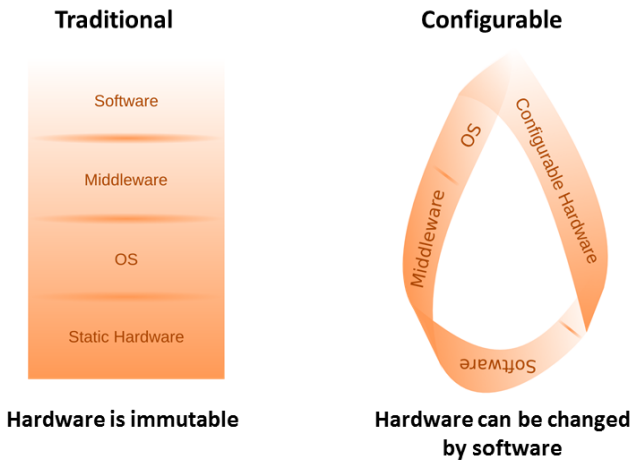 Traditional
Configurable
Software
Middleware
OS
Static Hardware
OS
Configurable Hardware
Middleware
Software
Hardware is immutable
Hardware can be changed
by software